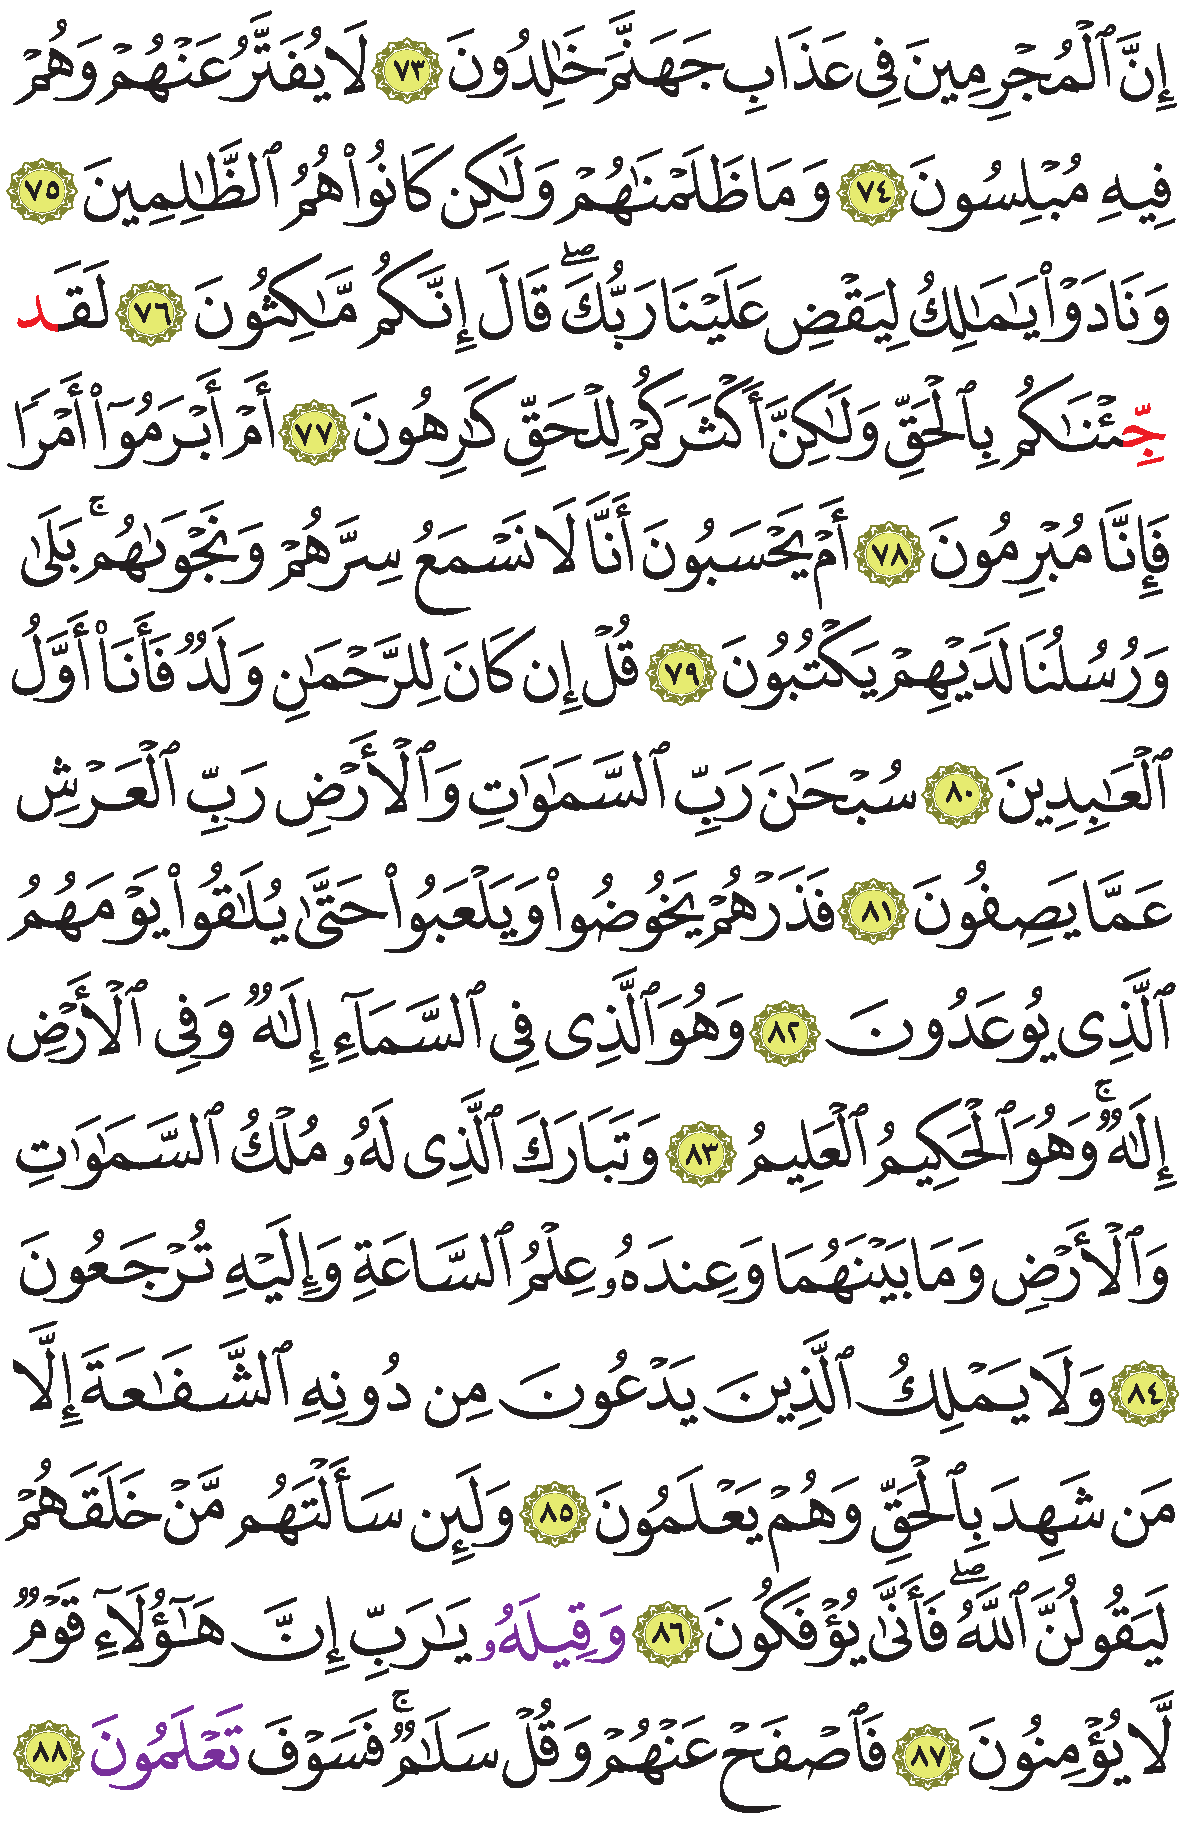 إِنَّ ٱلۡمُجۡرِمِينَ فِى عَذَابِ جَهَنَّمَ خَٰلِدُونَ ٧٣ لَا يُفَتَّرُ عَنۡهُمۡ وَهُمۡ
فِيهِ مُبۡلِسُونَ ٧٤ وَمَا ظَلَمۡنَٰهُمۡ وَلَٰكِن كَانُواْ هُمُ ٱلظَّٰلِمِينَ ٧٥
وَنَادَوۡاْ يَٰمَٰلِكُ لِيَقۡضِ عَلَيۡنَا رَبُّكَۖ قَالَ إِنَّكُم مَّٰكِثُونَ ٧٦ لَقَد
جِّئۡنَٰكُم بِٱلۡحَقِّ وَلَٰكِنَّ أَكۡثَرَكُمۡ لِلۡحَقِّ كَٰرِهُونَ ٧٧ أَمۡ أَبۡرَمُوٓاْ أَمۡرٗا
فَإِنَّا مُبۡرِمُونَ ٧٨ أَمۡ يَحۡسَبُونَ أَنَّا لَا نَسۡمَعُ سِرَّهُمۡ وَنَجۡوَىٰهُمۚ بَلَىٰ
وَرُسُلُنَا لَدَيۡهِمۡ يَكۡتُبُونَ ٧٩ قُلۡ إِن كَانَ لِلرَّحۡمَٰنِ وَلَدٞ فَأَنَا۠ أَوَّلُ
ٱلۡعَٰبِدِينَ ٨٠ سُبۡحَٰنَ رَبِّ ٱلسَّمَٰوَٰتِ وَٱلۡأَرۡضِ رَبِّ ٱلۡعَرۡشِ
عَمَّا يَصِفُونَ ٨١ فَذَرۡهُمۡ يَخُوضُواْ وَيَلۡعَبُواْ حَتَّىٰ يُلَٰقُواْ يَوۡمَهُمُ
ٱلَّذِى يُوعَدُونَ ٨٢ وَهُوَ ٱلَّذِى فِى ٱلسَّمَآءِ إِلَٰهٞ وَفِى ٱلۡأَرۡضِ
إِلَٰهٞۚ وَهُوَ ٱلۡحَكِيمُ ٱلۡعَلِيمُ ٨٣ وَتَبَارَكَ ٱلَّذِى لَهُۥ مُلۡكُ ٱلسَّمَٰوَٰتِ
وَٱلۡأَرۡضِ وَمَا بَيۡنَهُمَا وَعِندَهُۥ عِلۡمُ ٱلسَّاعَةِ وَإِلَيۡهِ تُرۡجَعُونَ
٨٤ وَلَا يَمۡلِكُ ٱلَّذِينَ يَدۡعُونَ مِن دُونِهِ ٱلشَّفَٰعَةَ إِلَّا
مَن شَهِدَ بِٱلۡحَقِّ وَهُمۡ يَعۡلَمُونَ ٨٥ وَلَئِن سَأَلۡتَهُم مَّنۡ خَلَقَهُمۡ
لَيَقُولُنَّ ٱللَّهُۖ فَأَنَّىٰ يُؤۡفَكُونَ ٨٦ وَقِيلَهُۥ يَٰرَبِّ إِنَّ هَٰٓؤُلَآءِ قَوۡمٞ
لَّا يُؤۡمِنُونَ ٨٧ فَٱصۡفَحۡ عَنۡهُمۡ وَقُلۡ سَلَٰمٞۚ فَسَوۡفَ تَعۡلَمُونَ ٨٨